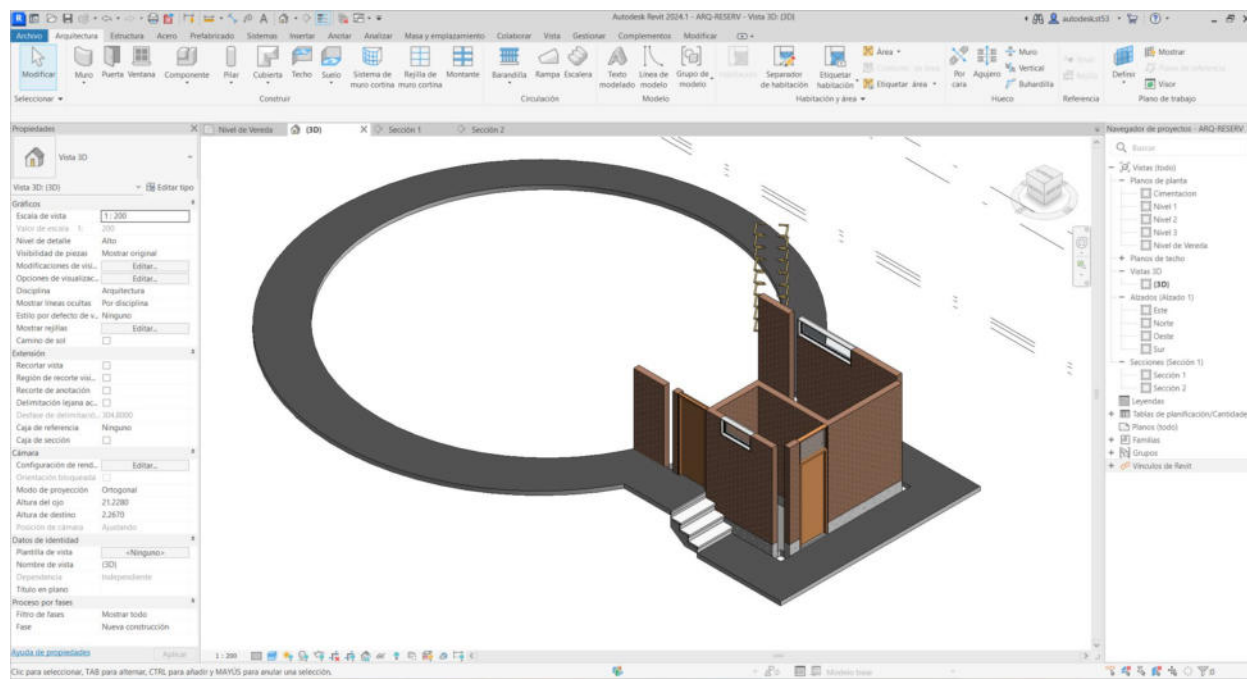 Autodesk Revit 2024.1 - ARQ-RESERV - Vista 3D: {3D}
autodesk.st53
Archivo Arquitectura Estructura Acero Prefabricado Sistemas Insertar Anotar Analizar Masa y emplazamiento Colaborar Vista Gestionar Complementos Modificar
Modificar Muro Puerta Ventana Componente Pilar Cubierta Techo Suelo Sistema de muro cortina Rejilla de muro cortina Montante Barandilla Rampa Escalera Texto modelado Línea de modelo Grupo de modelo Habitación Separador de habitación Etiquetar habitación Área Etiquetar área Por cara Agujero Muro Vertical Buhardilla Definir Mostrar Visor
Seleccionar Construir Circulación Modelo Habitación y área Hueco Referencia Plano de trabajo
Propiedades
Nivel de Vereda {3D} Sección 1 Sección 2
Navegador de proyectos - ARQ-RESERV
Vista 3D
Vista 3D: {3D} Editar tipo
Gráficos
Escala de vista 1 : 200
Valor de escala 1: 200
Nivel de detalle Alto
Visibilidad de piezas Mostrar original
Modificaciones de visi... Editar...
Opciones de visualizac... Editar...
Disciplina Arquitectura
Mostrar líneas ocultas Por disciplina
Estilo por defecto de v... Ninguno
Mostrar rejillas Editar...
Camino de sol
Extensión
Recortar vista
Región de recorte visi...
Recorte de anotación
Delimitación lejana ac...
Desfase de delimitació... 304.8000
Caja de referencia Ninguno
Caja de sección
Cámara
Configuración de rend... Editar...
Orientación bloqueada
Modo de proyección Ortogonal
Altura del ojo 21.2280
Altura de destino 2.2670
Posición de cámara Ajustando
Datos de identidad
Plantilla de vista <Ninguno>
Nombre de vista {3D}
Dependencia Independiente
Título en plano
Proceso por fases
Filtro de fases Mostrar todo
Fase Nueva construcción
Ayuda de propiedades Aplicar
Buscar
Vistas (todo)
Planos de planta
Cimentacion
Nivel 1
Nivel 2
Nivel 3
Nivel de Vereda
Planos de techo
Vistas 3D
{3D}
Alzados (Alzado 1)
Este
Norte
Oeste
Sur
Secciones (Sección 1)
Sección 1
Sección 2
Leyendas
Tablas de planificación/Cantidade
Planos (todo)
Familias
Grupos
Vínculos de Revit
1 : 200
Clic para seleccionar, TAB para alternar, CTRL para añadir y MAYÚS para anular una selección.
Modelo base